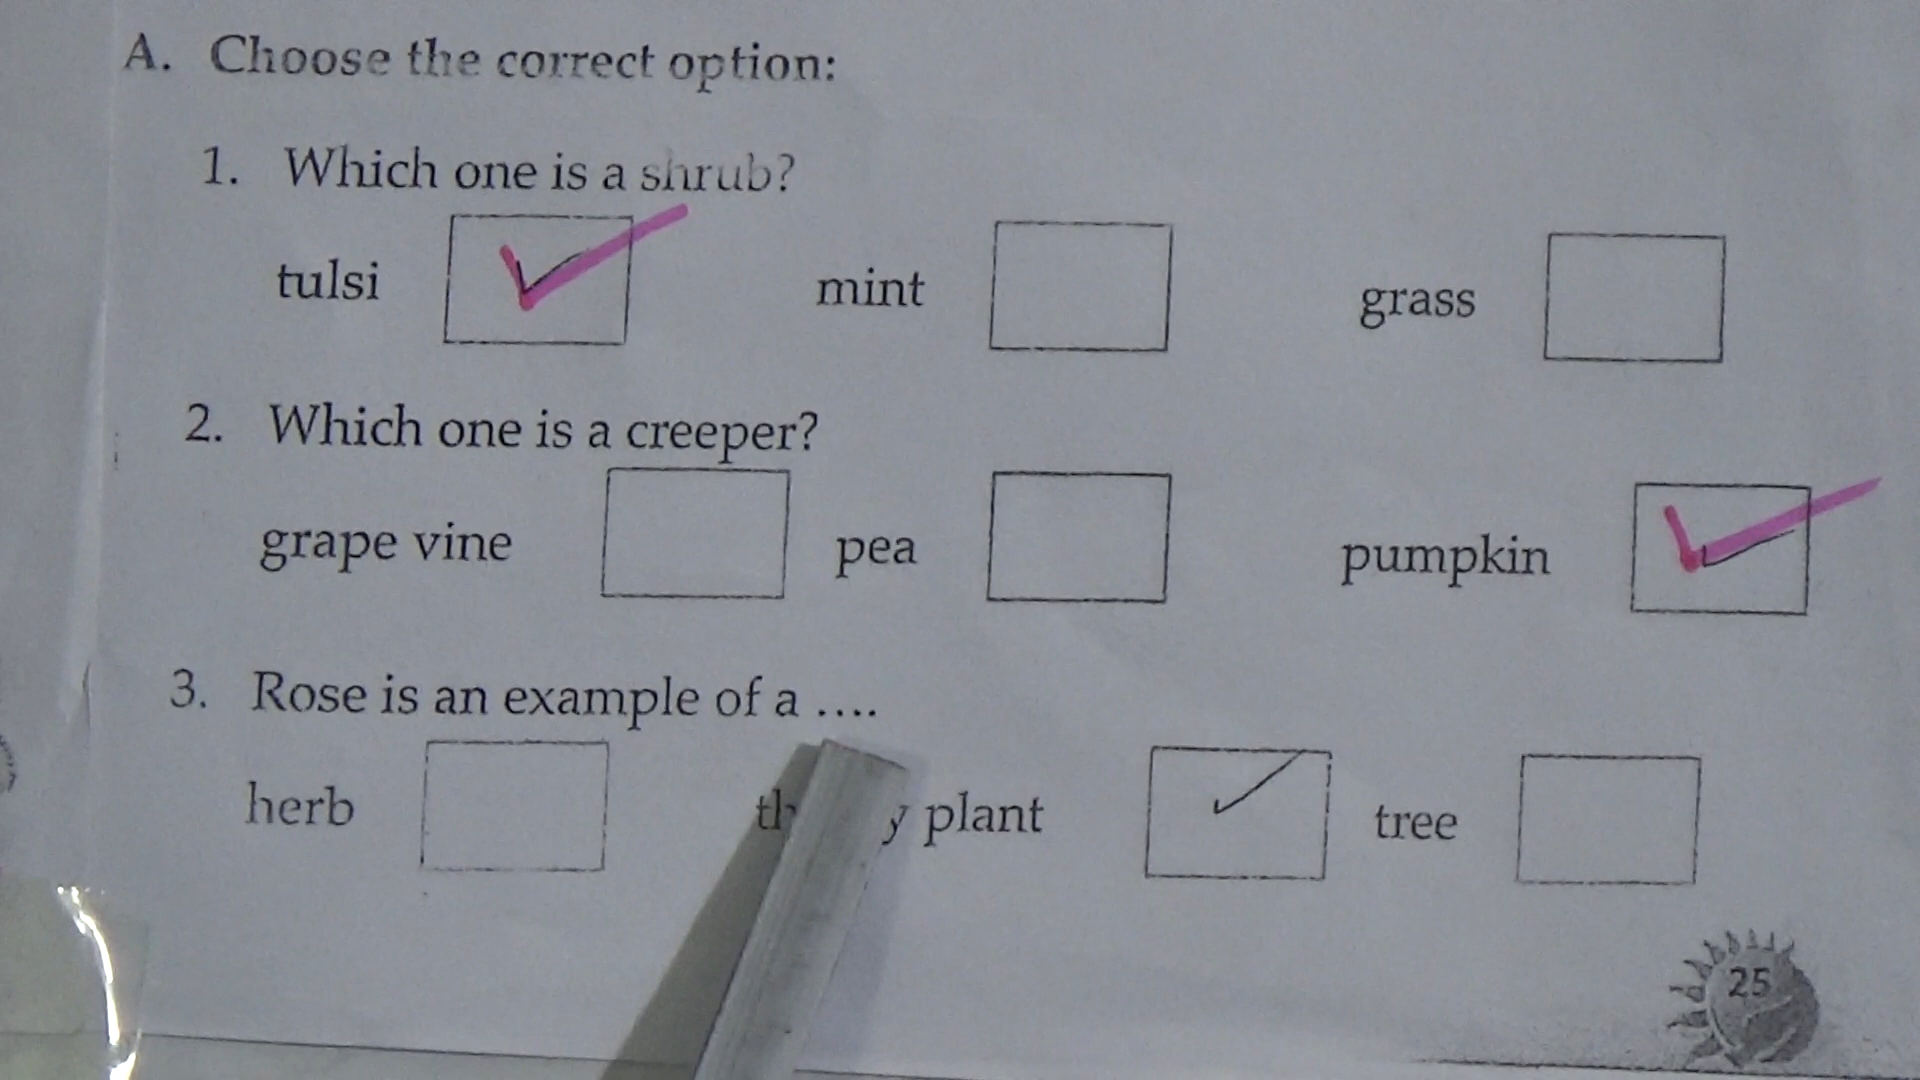 A. Choose the correct option:
1. Which one is a shrub?
tulsi mint grass
2. Which one is a creeper?
grape vine pea pumpkin
3. Rose is an example of a ....
herb plant tree
25